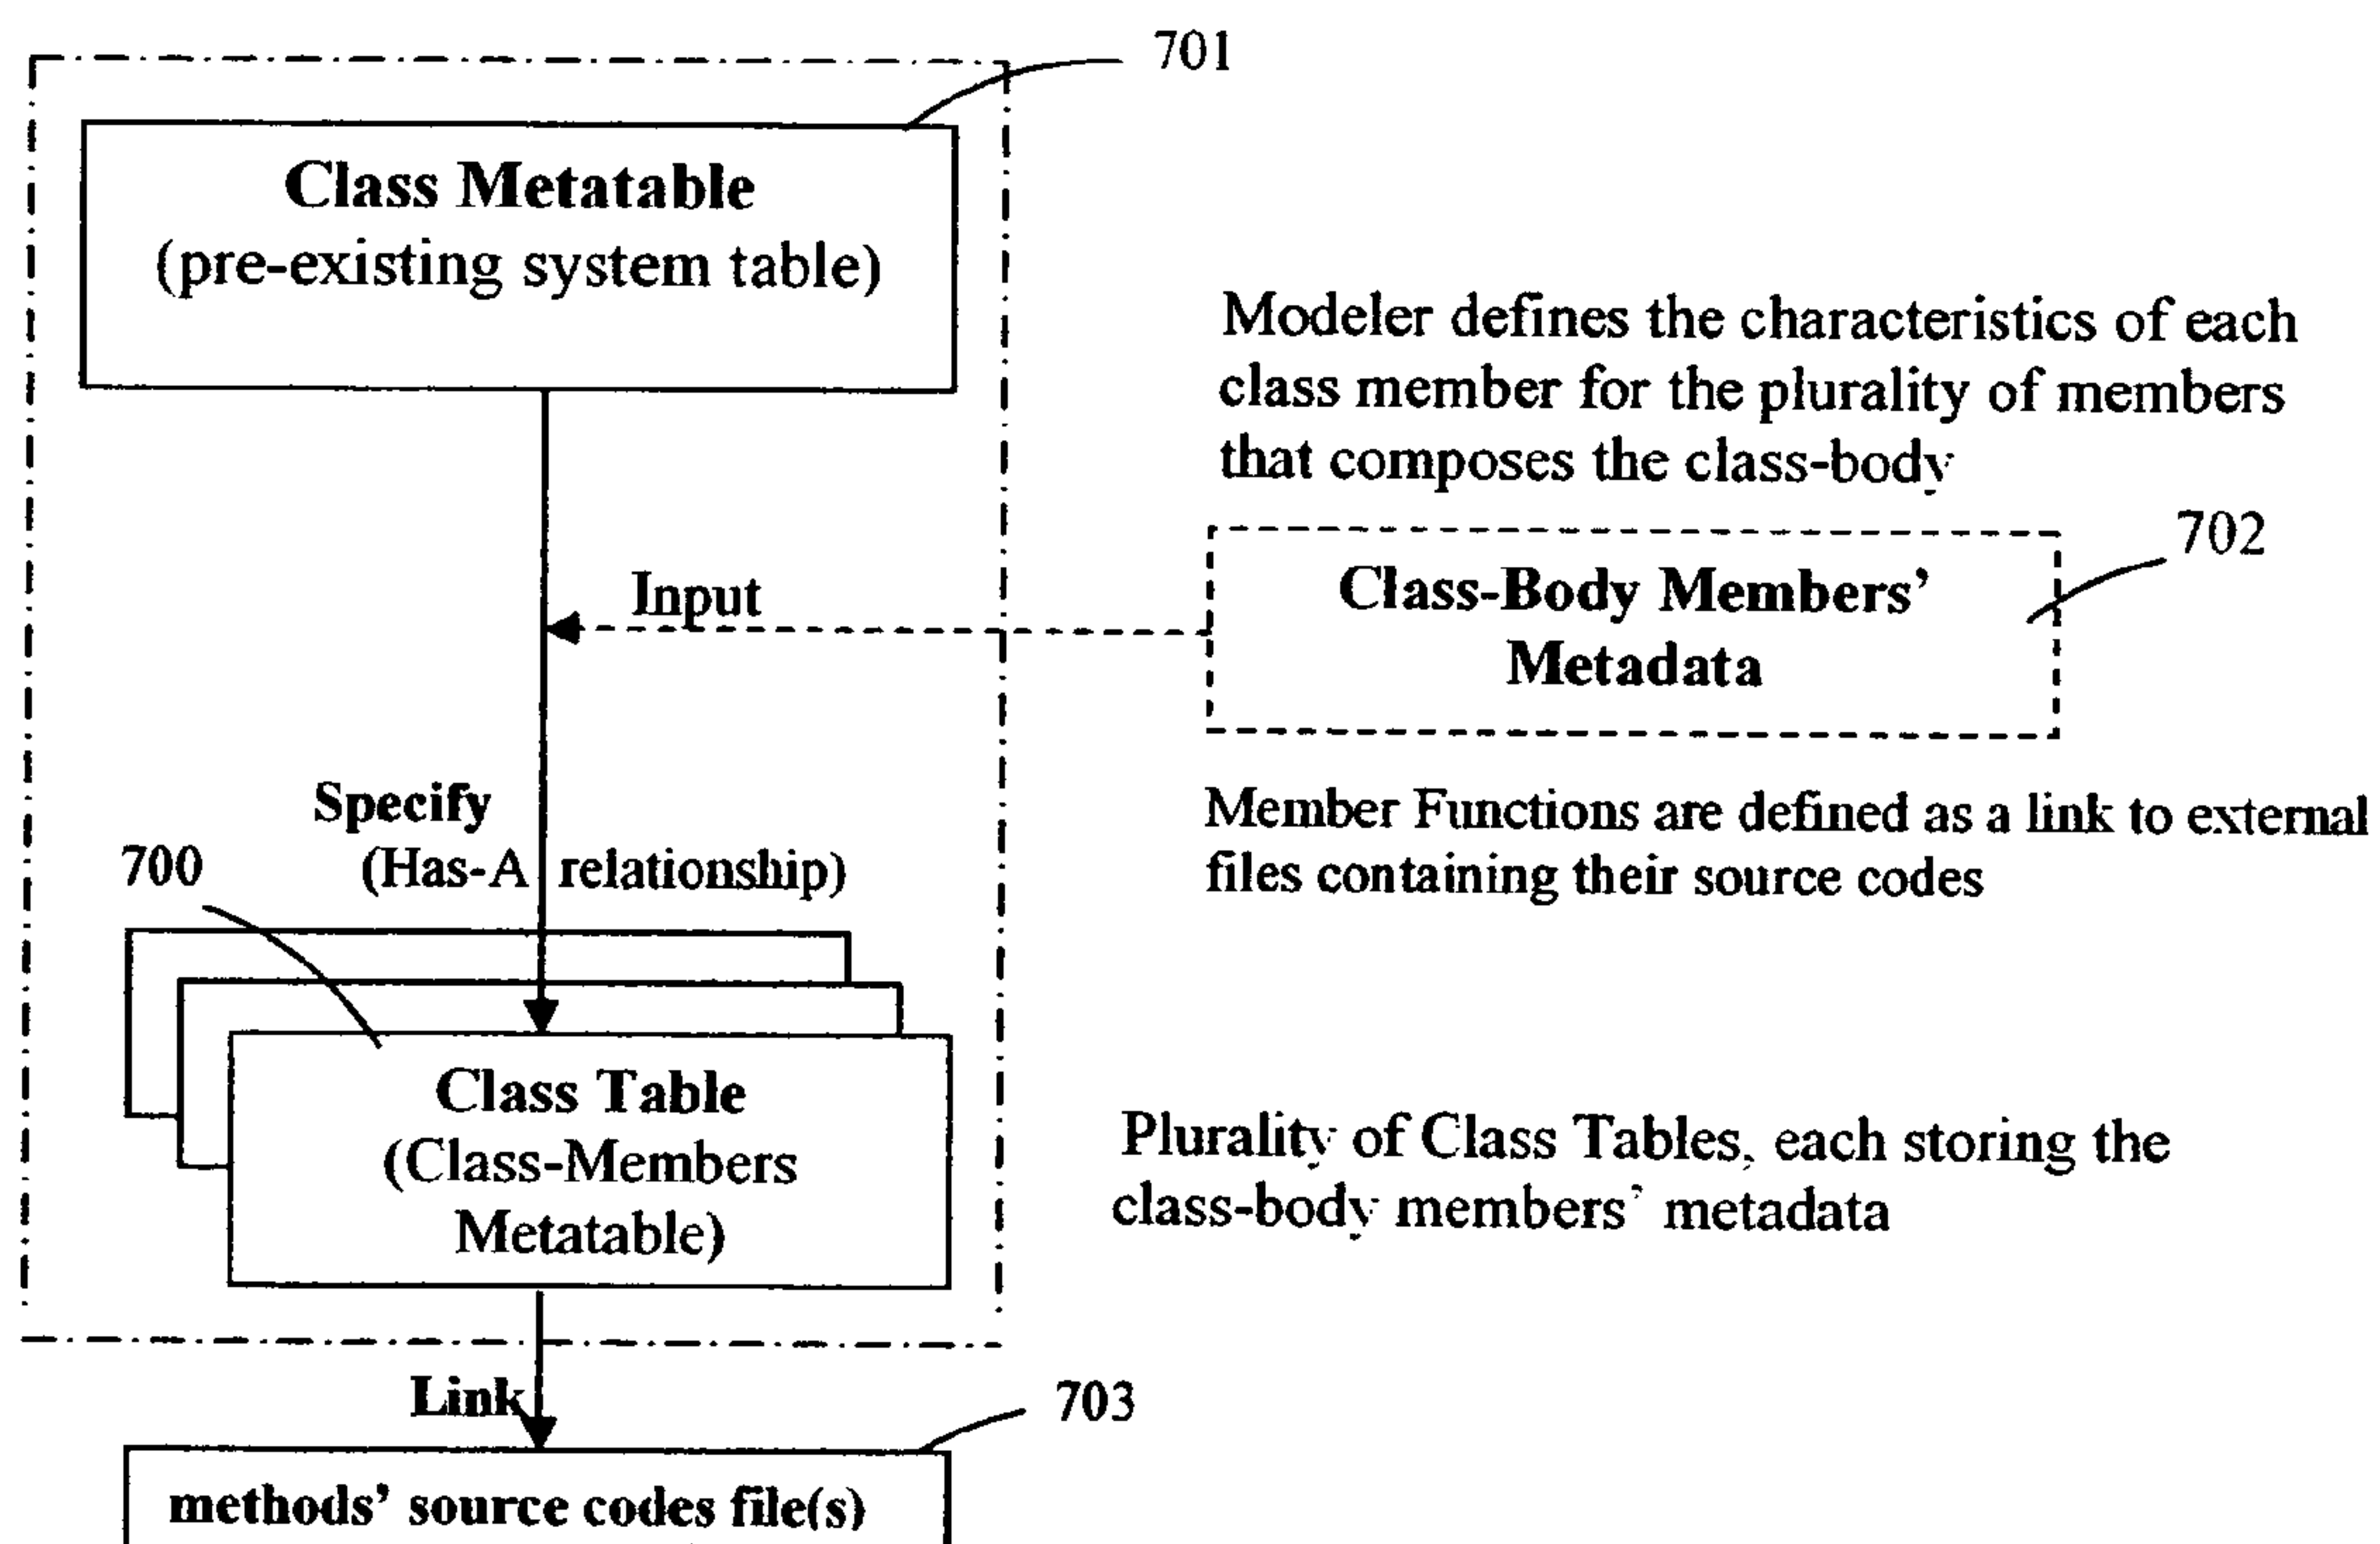 701
Class Metatable
(pre-existing system table)
Modeler defines the characteristics of each
class member for the plurality of members
that composes the class-body
702
Class-Body Members’
Metadata
Input
Specify
(Has-A relationship)
Member Functions are defined as a link to external
files containing their source codes
700
Class Table
(Class-Members
Metatable)
Plurality of Class Tables, each storing the
class-body members’ metadata
Link
703
methods’ source codes file(s)